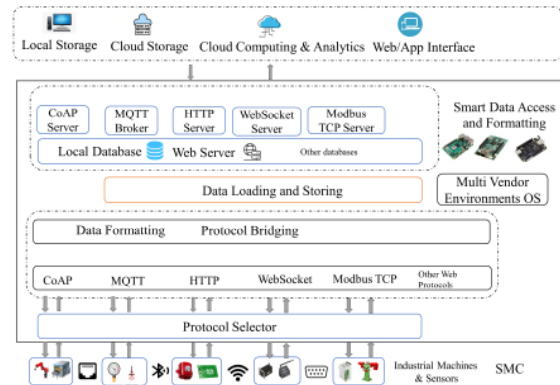 Local Storage
Cloud Storage
Cloud Computing & Analytics
Web/App Interface
CoAP
Server
MQTT
Broker
HTTP
Server
WebSocket
Server
Modbus
TCP Server
Smart Data Access
and Formatting
Local Database
Web Server
Other databases
Data Loading and Storing
Multi Vendor
Environments OS
Data Formatting
Protocol Bridging
CoAP
MQTT
HTTP
WebSocket
Modbus TCP
Other Web
Protocols
Protocol Selector
Industrial Machines
& Sensors
SMC